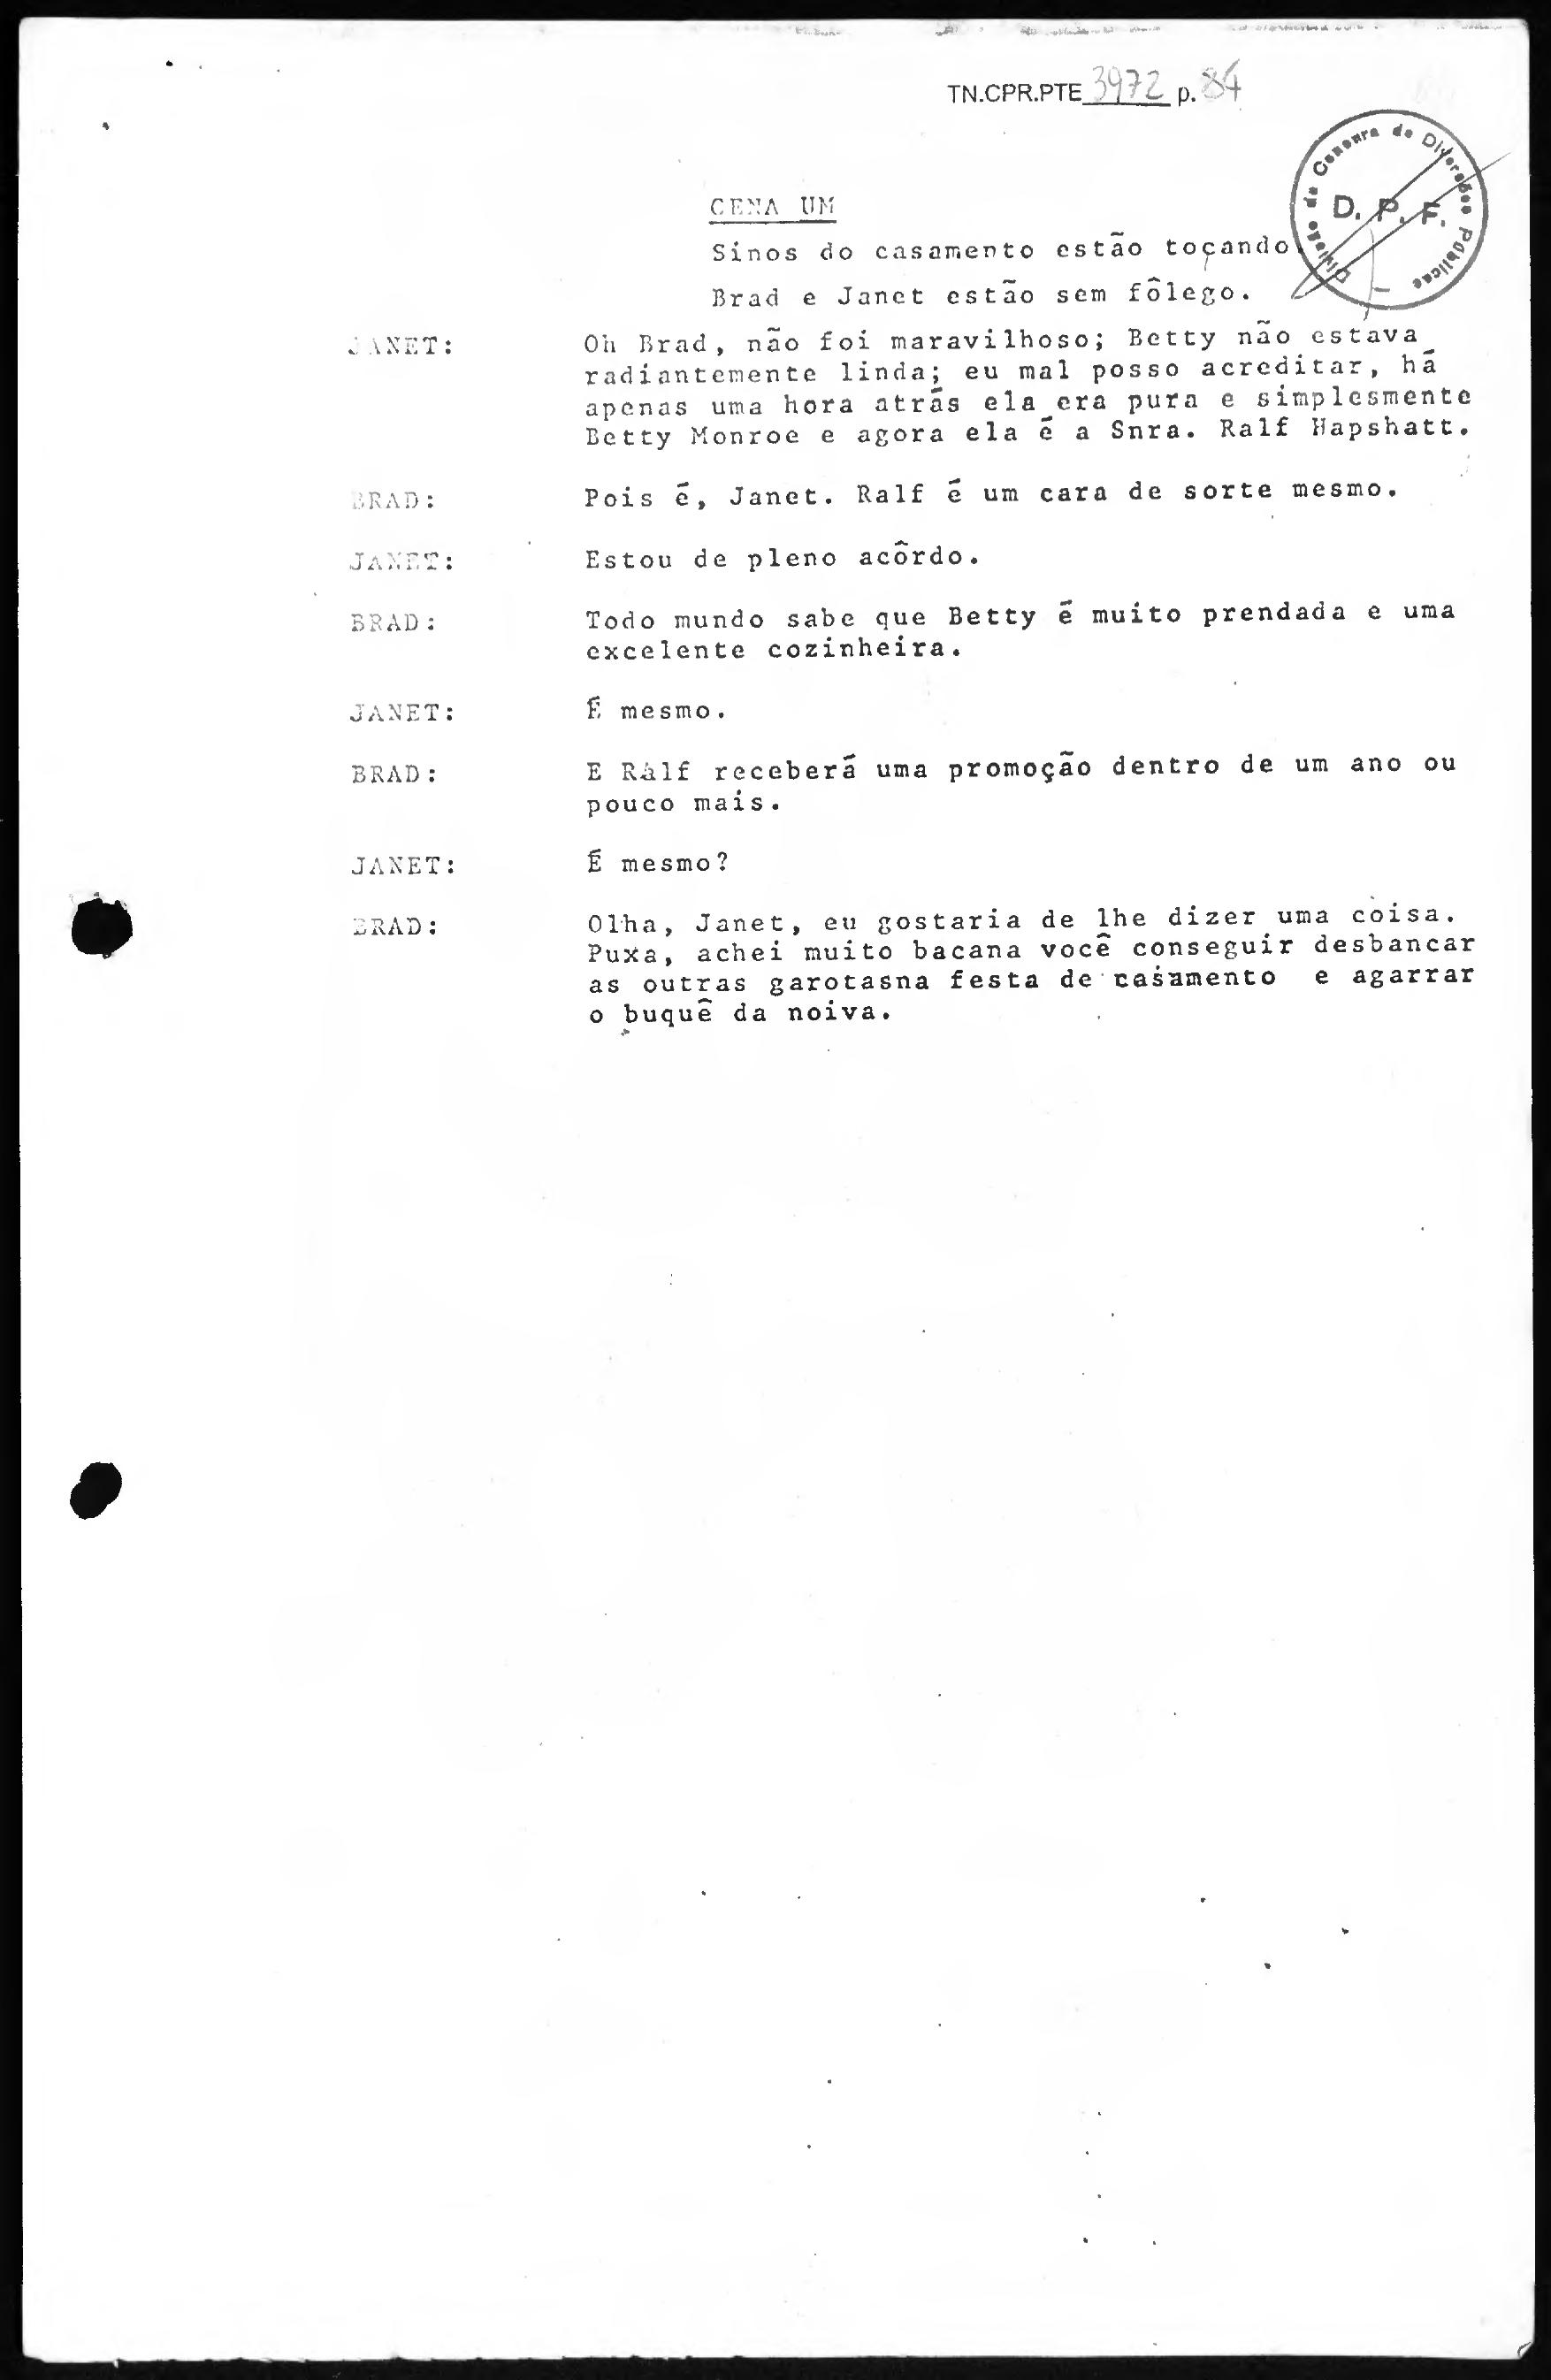 TN.CPR.PTE 3972 p. 84
Divisão de Censura de Diversões Públicas
D. P. F.
CENA UM
Sinos do casamento estão toçando.
Brad e Janet estão sem fôlego.
JANET: Oh Brad, não foi maravilhoso; Betty não estava
radiantemente linda; eu mal posso acreditar, há
apenas uma hora atrás ela era pura e simplesmente
Betty Monroe e agora ela é a Snra. Ralf Hapshatt.
BRAD: Pois é, Janet. Ralf é um cara de sorte mesmo.
JANET: Estou de pleno acôrdo.
BRAD: Todo mundo sabe que Betty é muito prendada e uma
excelente cozinheira.
JANET: É mesmo.
BRAD: E Ralf receberá uma promoção dentro de um ano ou
pouco mais.
JANET: É mesmo?
BRAD: Olha, Janet, eu gostaria de lhe dizer uma coisa.
Puxa, achei muito bacana você conseguir desbancar
as outras garotasna festa de casamento e agarrar
o buquê da noiva.